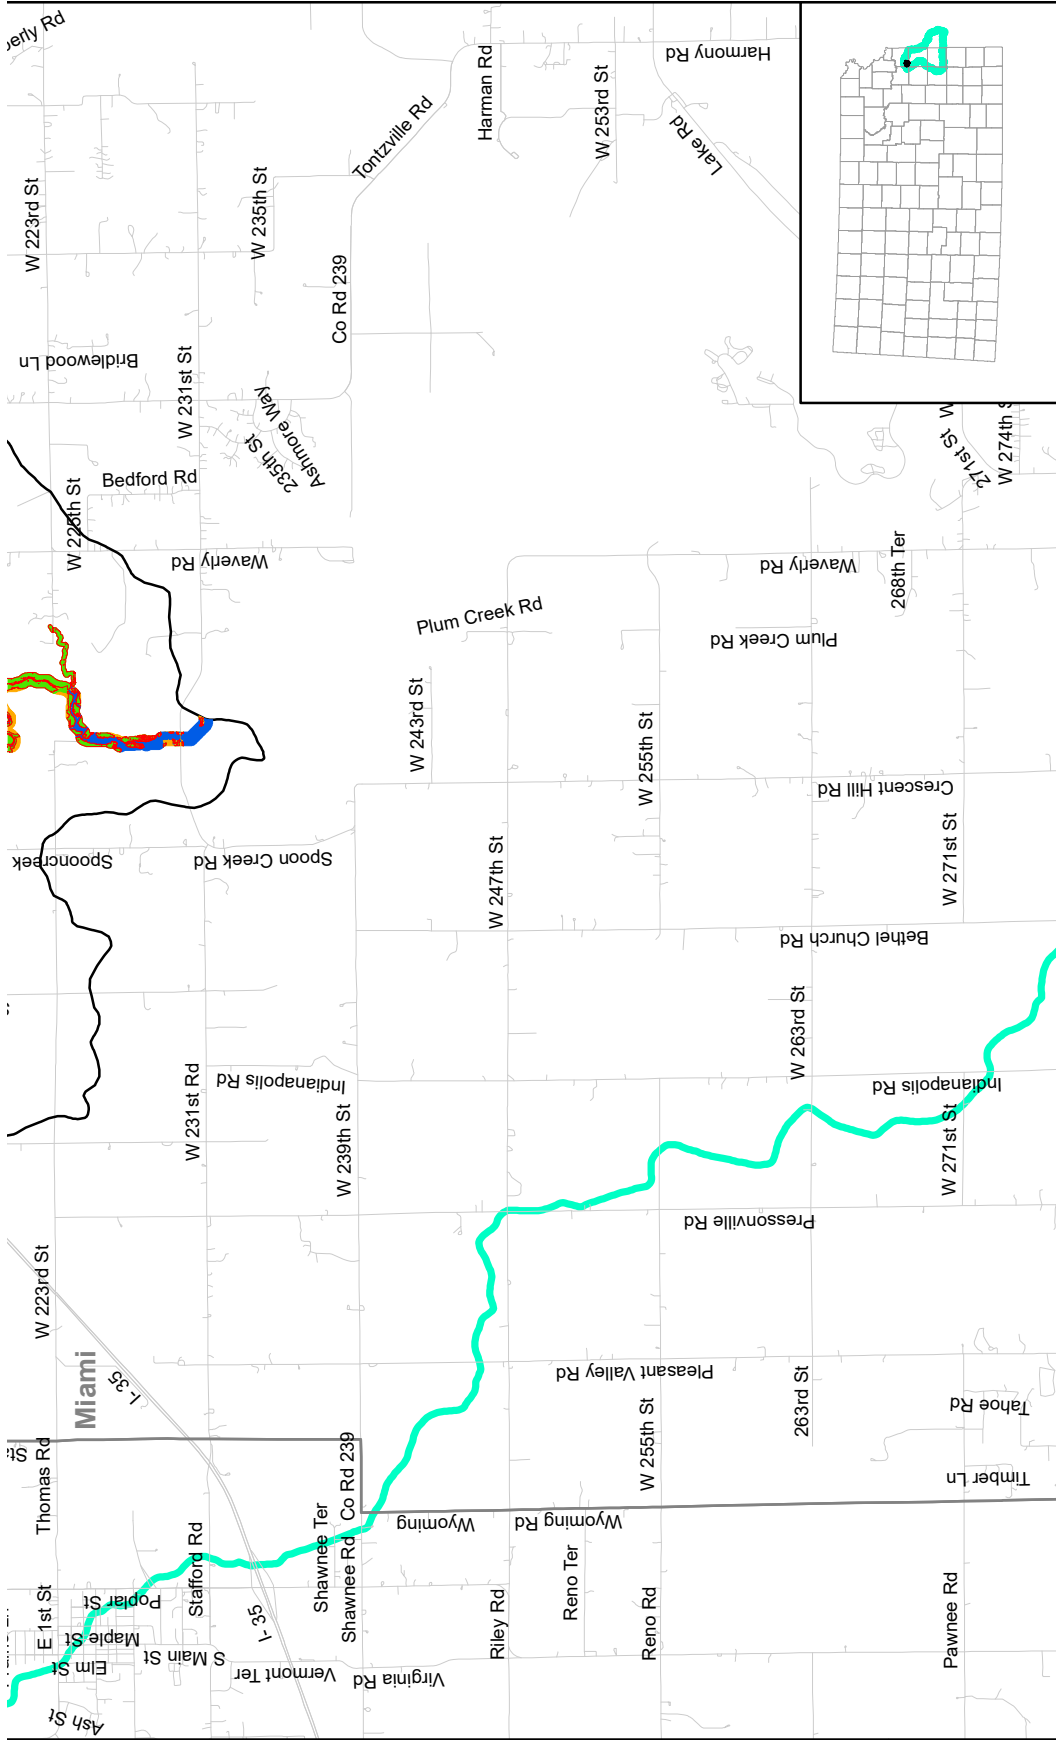 Harmony Rd
Harman Rd
W 253rd St
Tontzville Rd
Lake Rd
W 223rd St
W 235th St
Co Rd 239
Bridlewood Ln
W 231st St
Ashmore Way
235th St
271st St
W 274th S
Bedford Rd
W 225th St
Waverly Rd
Waverly Rd
268th Ter
Plum Creek Rd
Plum Creek Rd
W 243rd St
W 255th St
Crescent Hill Rd
W 271st St
Spooncreek
Spoon Creek Rd
W 247th St
Bethel Church Rd
W 263rd St
Indianapolis Rd
Indianapolis Rd
W 231st Rd
W 239th St
W 271st St
Pressonville Rd
W 223rd St
Miami
I- 35
Pleasant Valley Rd
263rd St
Tahoe Rd
W 255th St
St
Thomas Rd
Co Rd 239
Timber Ln
Wyoming
Wyoming Rd
Shawnee Ter
Shawnee Rd
Stafford Rd
Reno Ter
E 1st St
Poplar St
I- 35
Riley Rd
Reno Rd
Pawnee Rd
Maple St
Elm St
S Main St
Vermont Ter
Virginia Rd
Ash St